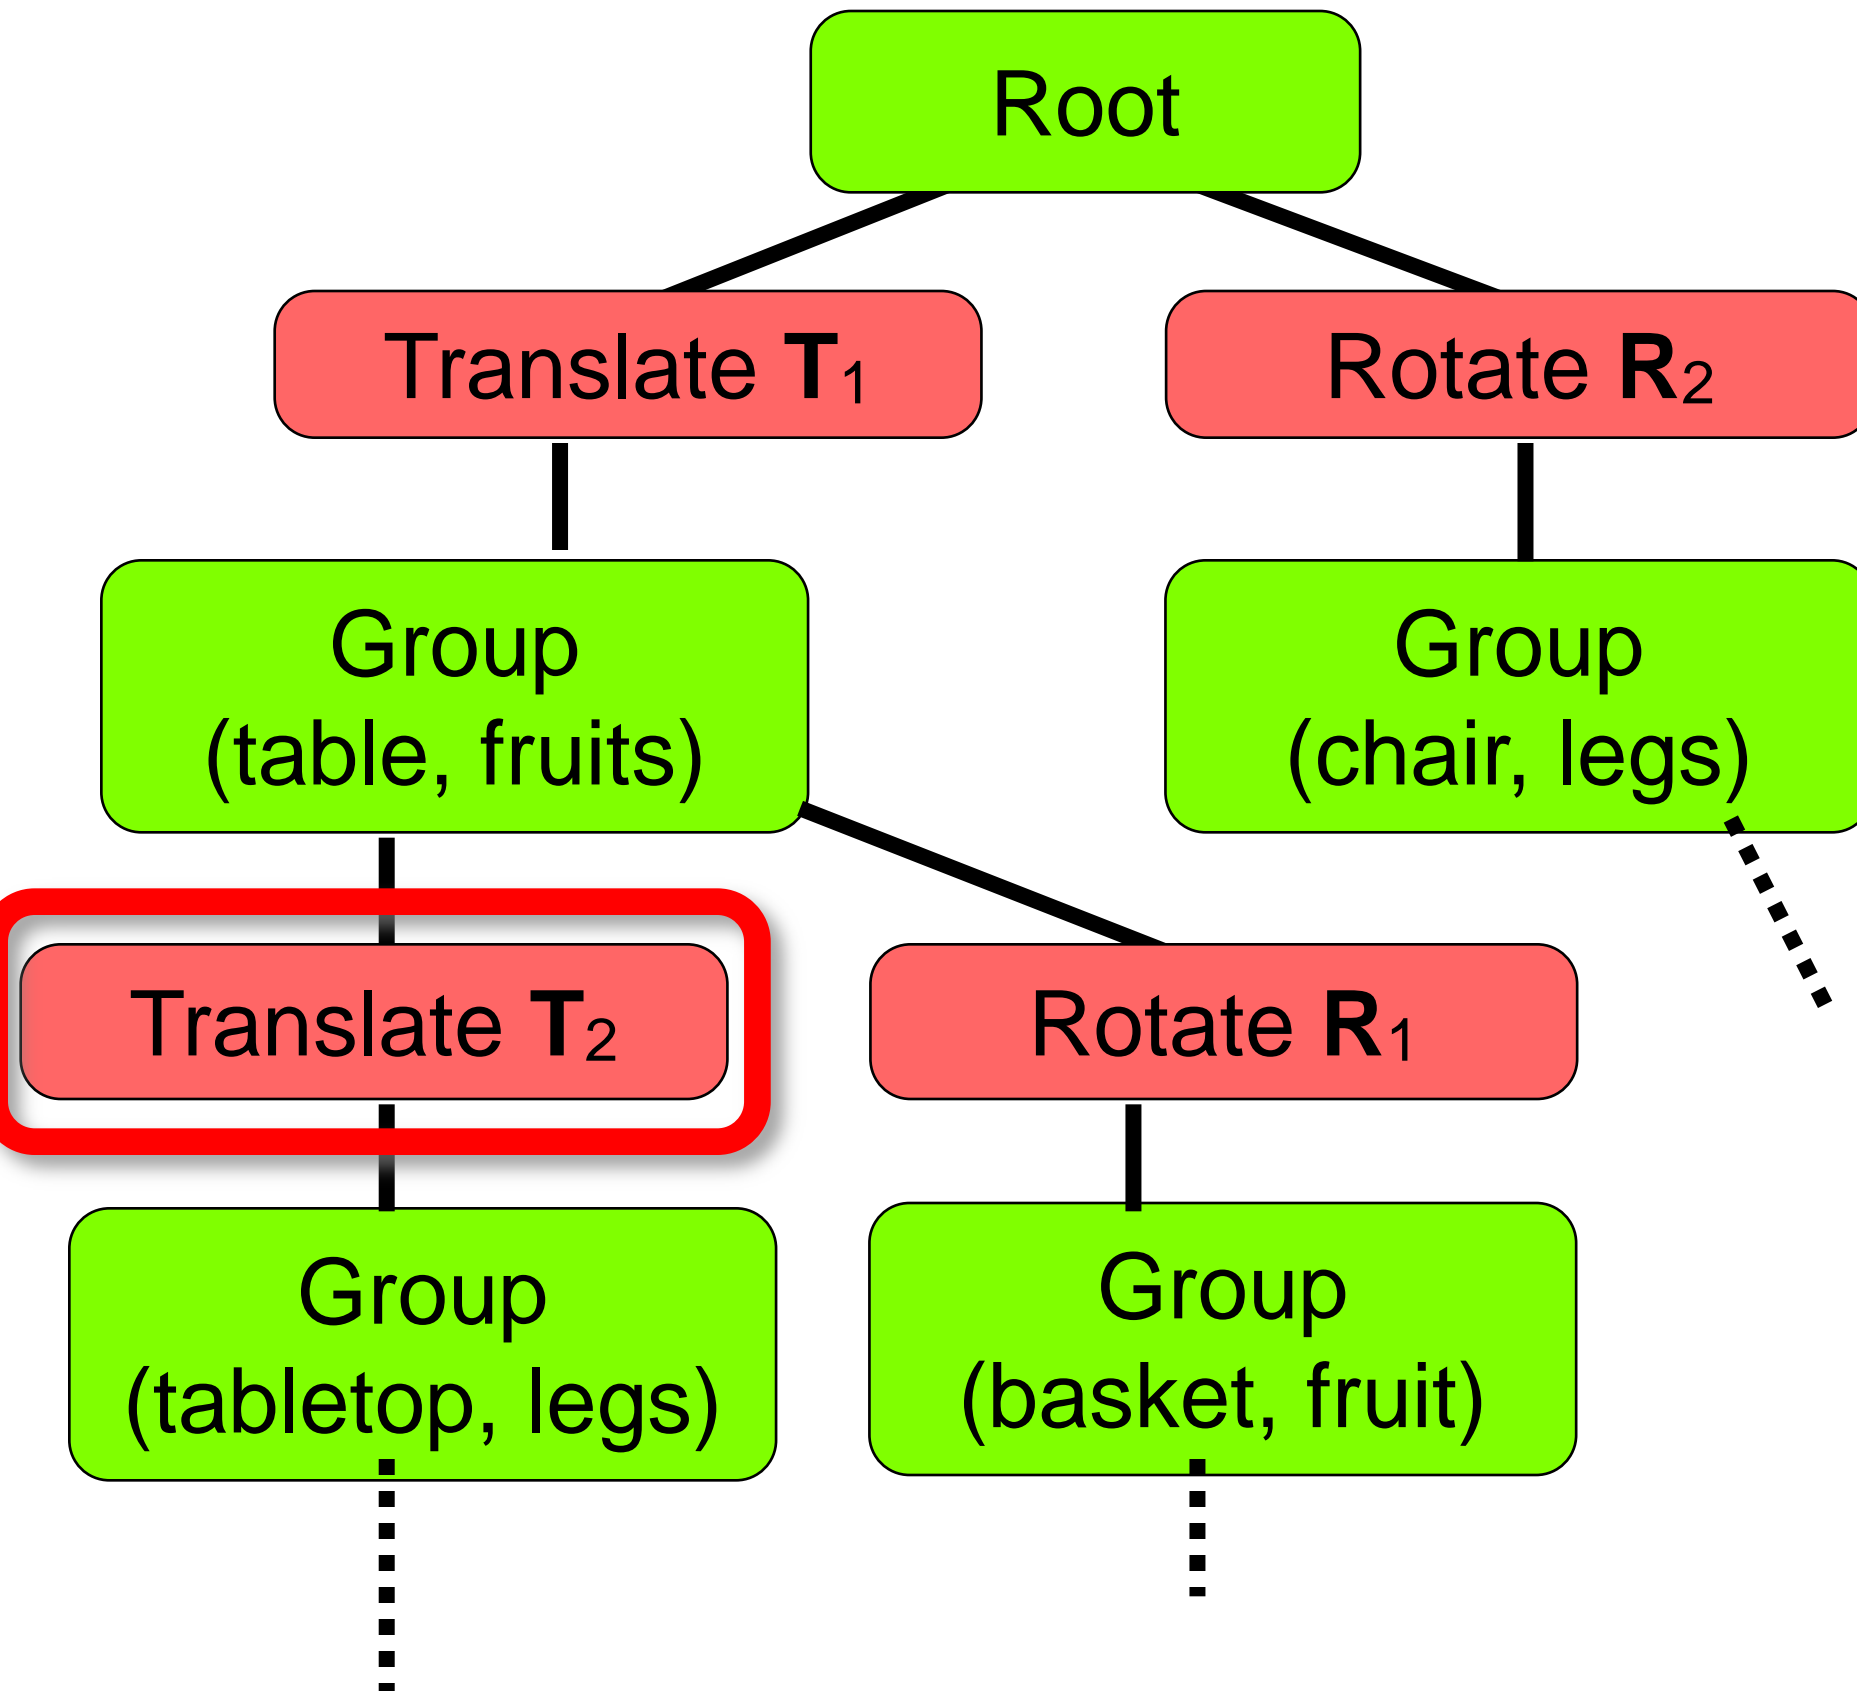 Root
Translate T₁
Rotate R₂
Group
(table, fruits)
Group
(chair, legs)
Translate T₂
Rotate R₁
Group
(tabletop, legs)
Group
(basket, fruit)